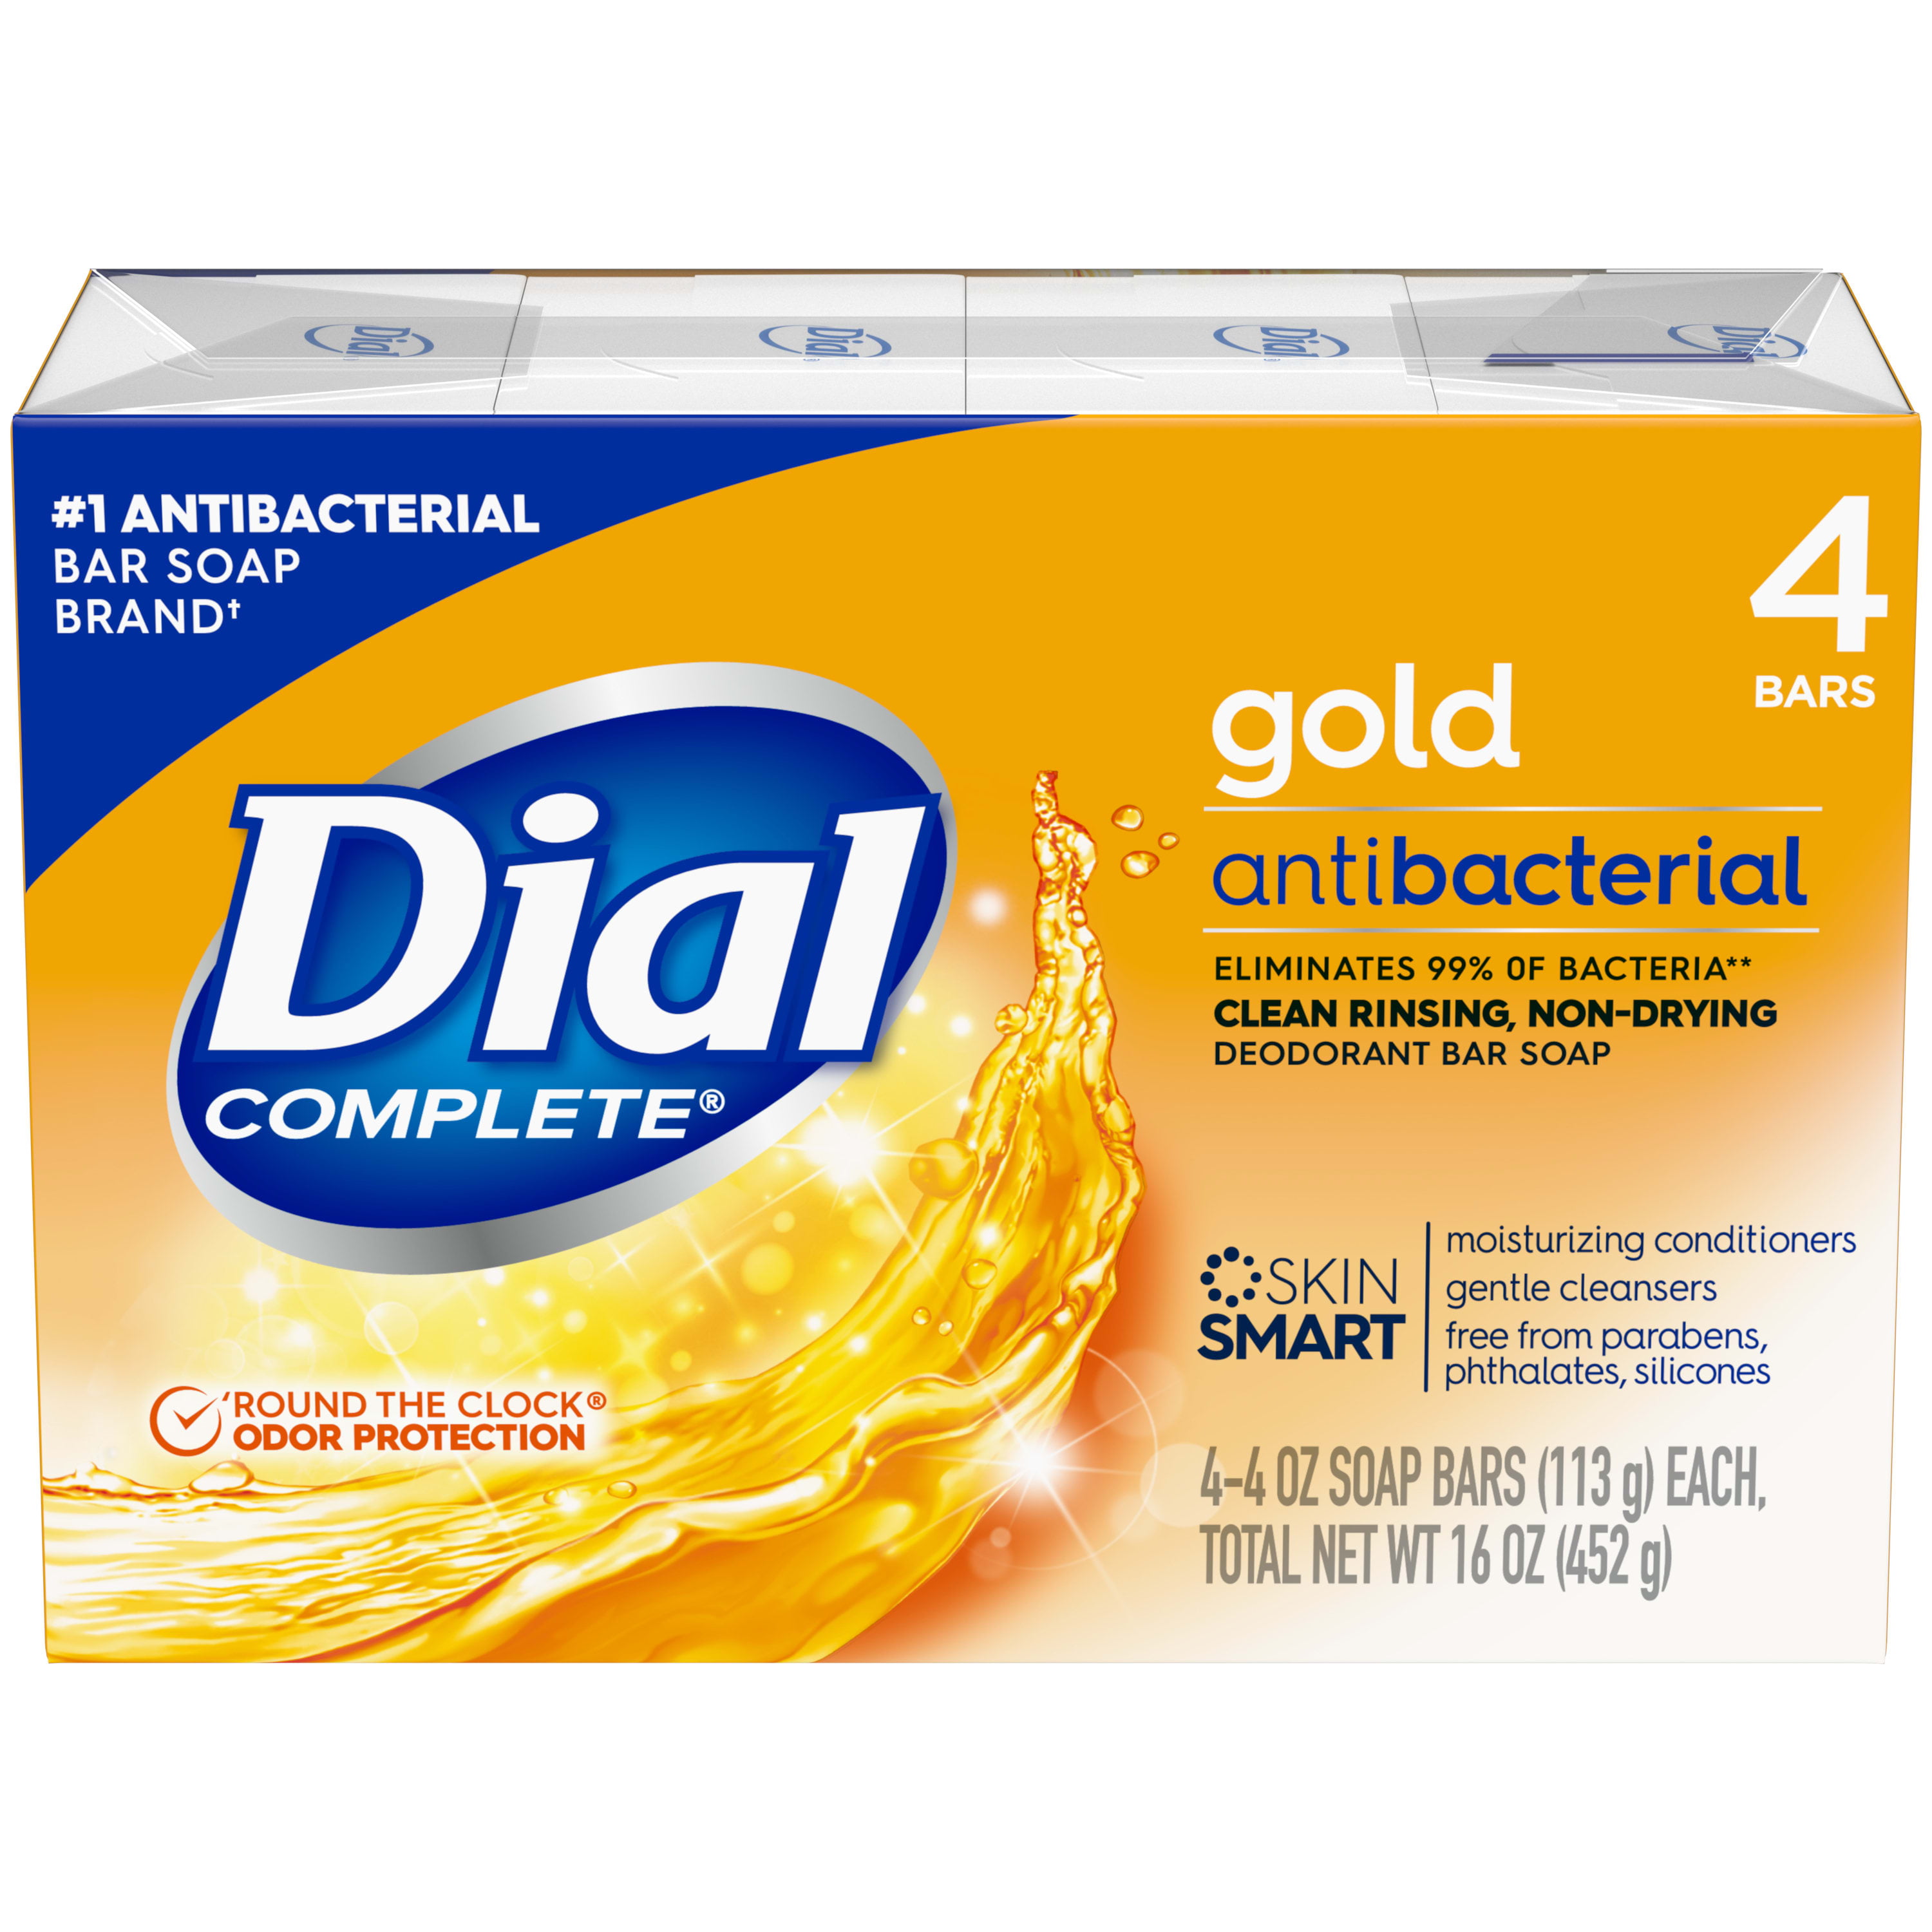 Dial
Dial
Dial
Dial
#1 ANTIBACTERIAL
BAR SOAP
BRAND†
4
BARS
Dial
COMPLETE®
gold
antibacterial
ELIMINATES 99% OF BACTERIA**
CLEAN RINSING, NON-DRYING
DEODORANT BAR SOAP
SKIN
SMART
moisturizing conditioners
gentle cleansers
free from parabens,
phthalates, silicones
'ROUND THE CLOCK®
ODOR PROTECTION
4-4 OZ SOAP BARS (113 g) EACH,
TOTAL NET WT 16 OZ (452 g)